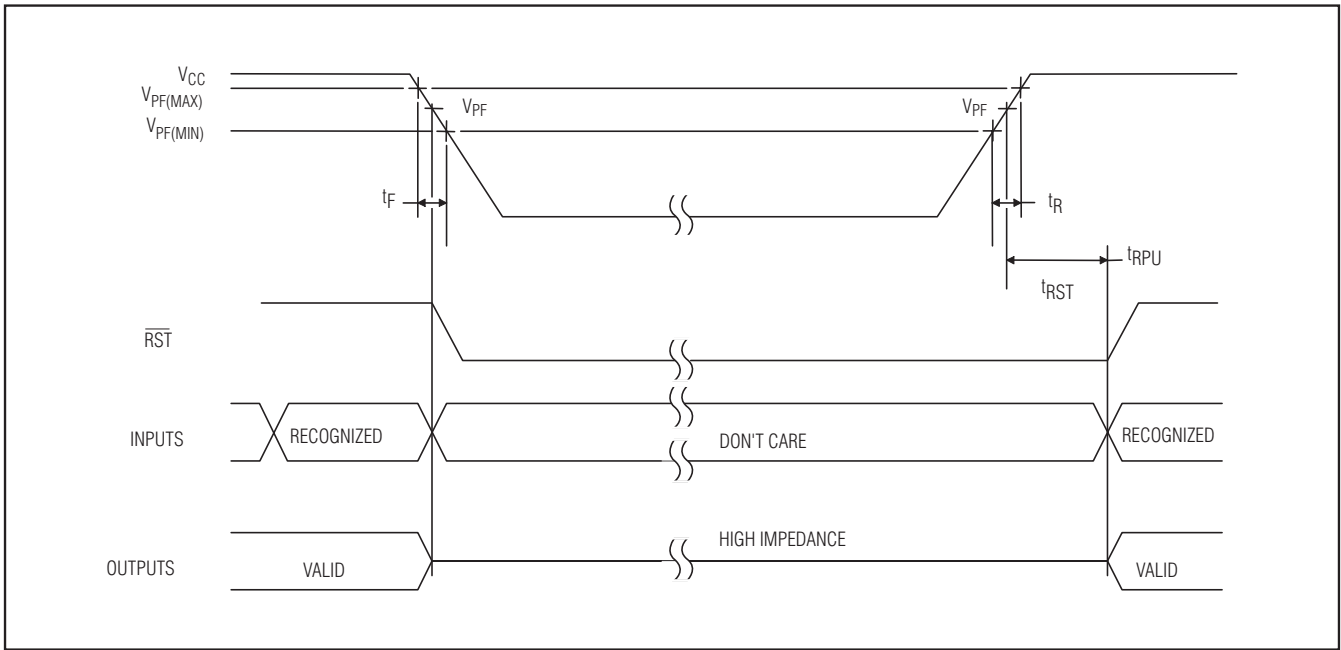 VCC
VPF(MAX)
VPF VPF
VPF(MIN)
tF tR
tRPU
tRST
RST
INPUTS RECOGNIZED DON'T CARE RECOGNIZED
HIGH IMPEDANCE
OUTPUTS VALID VALID